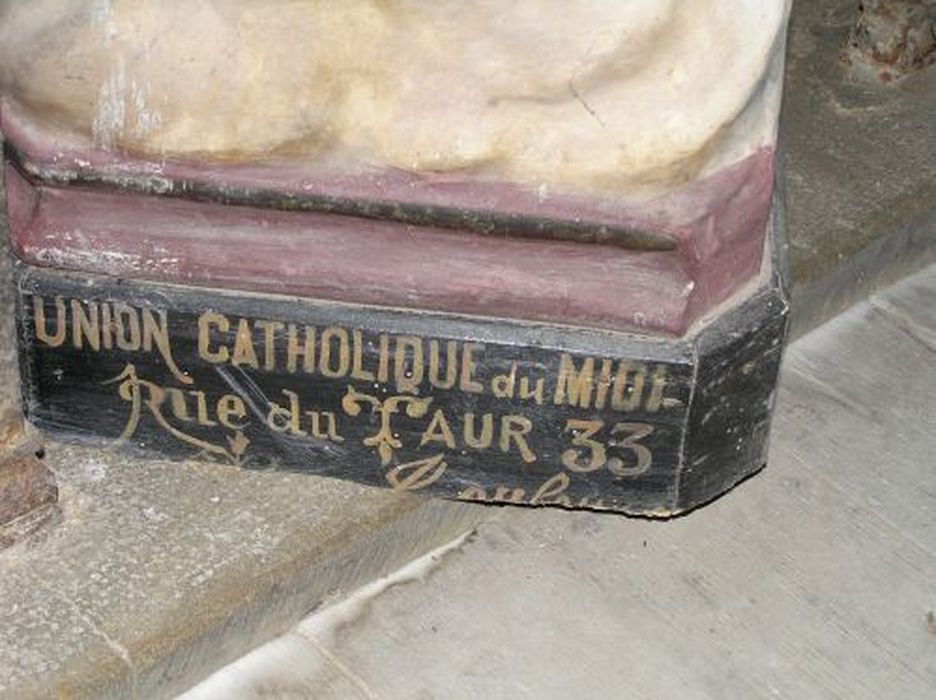 UNION CATHOLIQUE du MIDI
Rue du TAUR 33